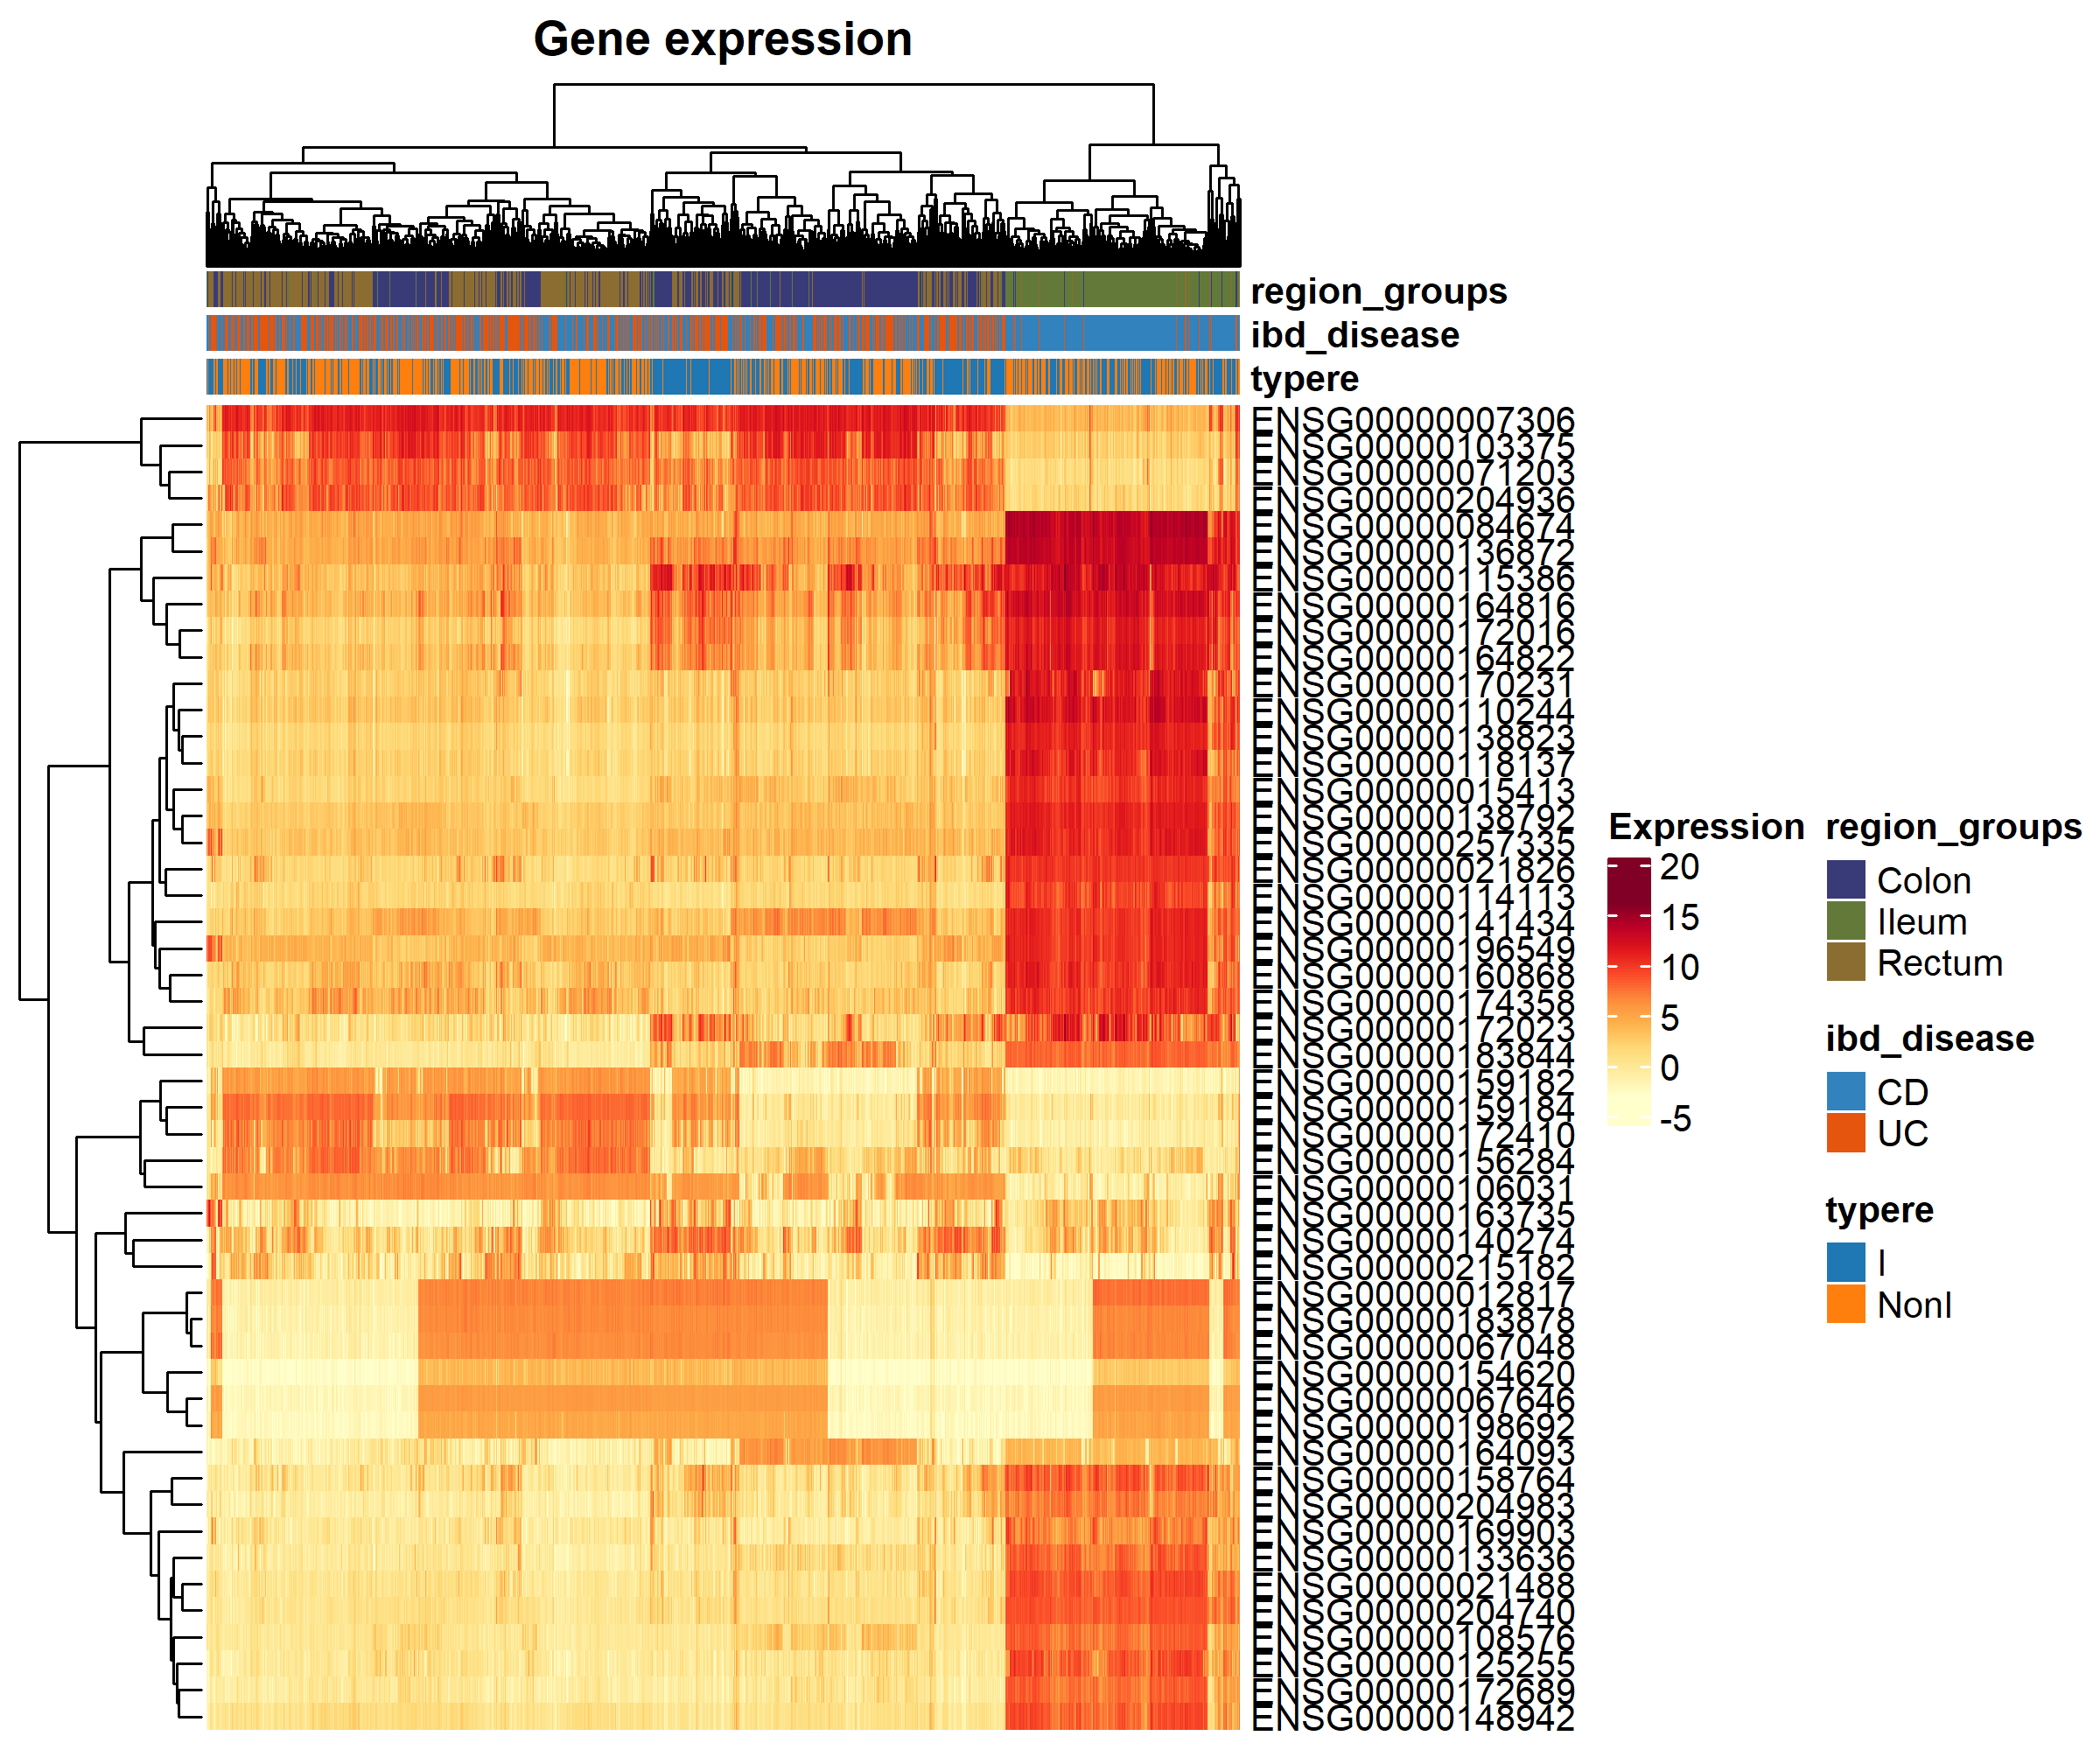 Gene expression
region_groups
ibd_disease
typere
ENSG00000007306
ENSG00000103375
ENSG00000071203
ENSG00000204936
ENSG00000084674
ENSG00000136872
ENSG00000115386
ENSG00000164816
ENSG00000172016
ENSG00000164822
ENSG00000170231
ENSG00000110244
ENSG00000138823
ENSG00000118137
ENSG00000015413
ENSG00000138792
ENSG00000257335
ENSG00000021826
ENSG00000114113
ENSG00000141434
ENSG00000196549
ENSG00000160868
ENSG00000174358
ENSG00000172023
ENSG00000183844
ENSG00000159182
ENSG00000159184
ENSG00000172410
ENSG00000156284
ENSG00000106031
ENSG00000163735
ENSG00000140274
ENSG00000215182
ENSG00000012817
ENSG00000183878
ENSG00000067048
ENSG00000154620
ENSG00000067646
ENSG00000198692
ENSG00000164093
ENSG00000158764
ENSG00000204983
ENSG00000169903
ENSG00000133636
ENSG00000021488
ENSG00000204740
ENSG00000108576
ENSG00000125255
ENSG00000172689
ENSG00000148942
Expression
20
15
10
5
0
-5
region_groups
Colon
Ileum
Rectum
ibd_disease
CD
UC
typere
I
NonI